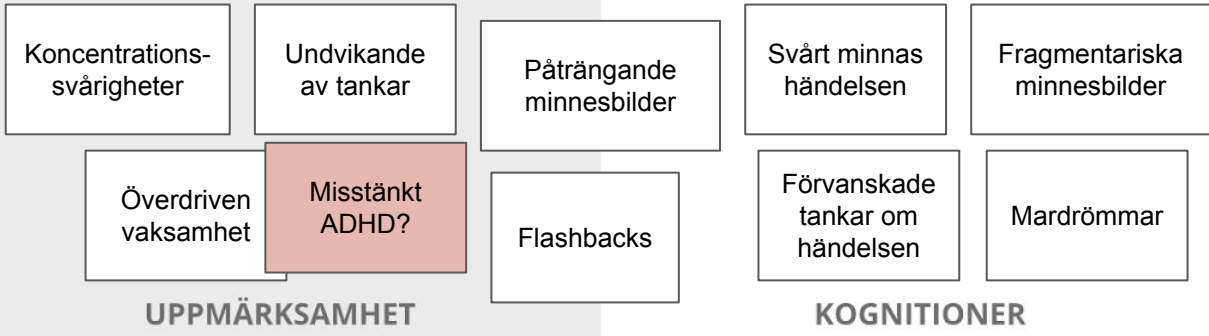 Koncentrations-
svårigheter
Undvikande
av tankar
Påträngande
minnesbilder
Svårt minnas
händelsen
Fragmentariska
minnesbilder
Överdriven
vaksamhet
Misstänkt
ADHD?
Flashbacks
Förvanskade
tankar om
händelsen
Mardrömmar
UPPMÄRKSAMHET
KOGNITIONER